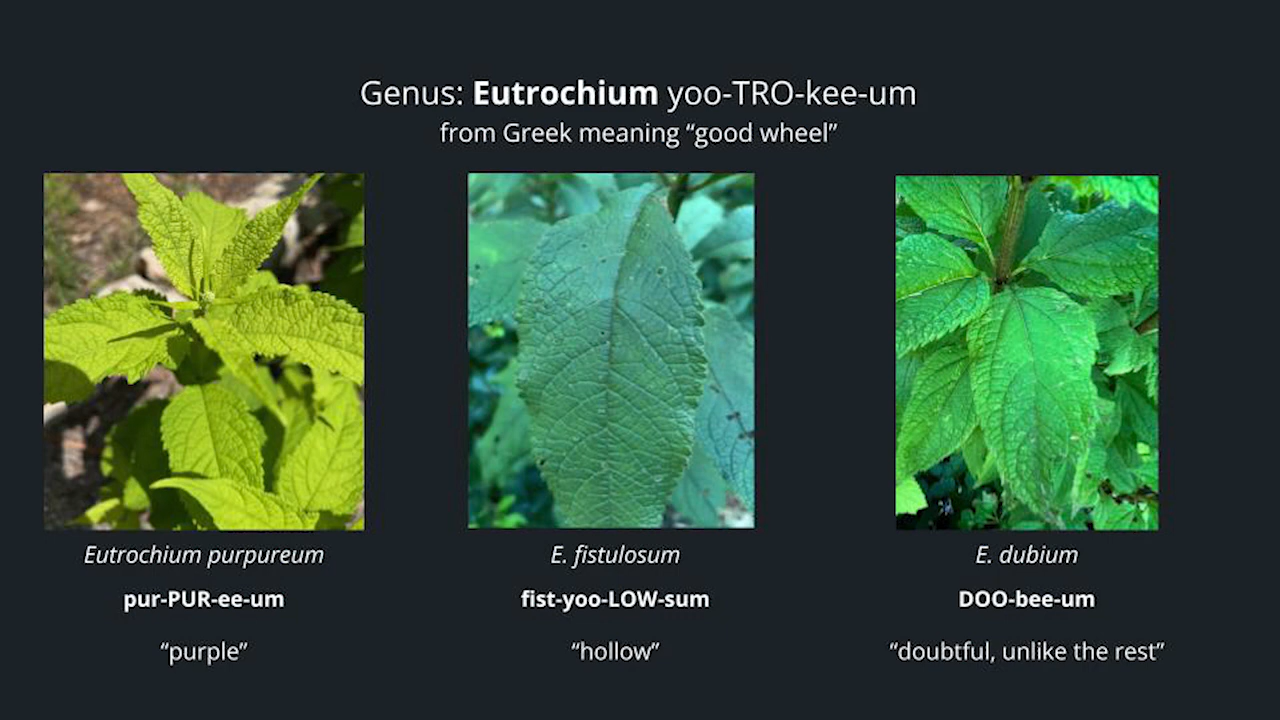 Genus: Eutrochium yoo-TRO-kee-um
from Greek meaning “good wheel”
Eutrochium purpureum
pur-PUR-ee-um
“purple”
E. fistulosum
fist-yoo-LOW-sum
“hollow”
E. dubium
DOO-bee-um
“doubtful, unlike the rest”